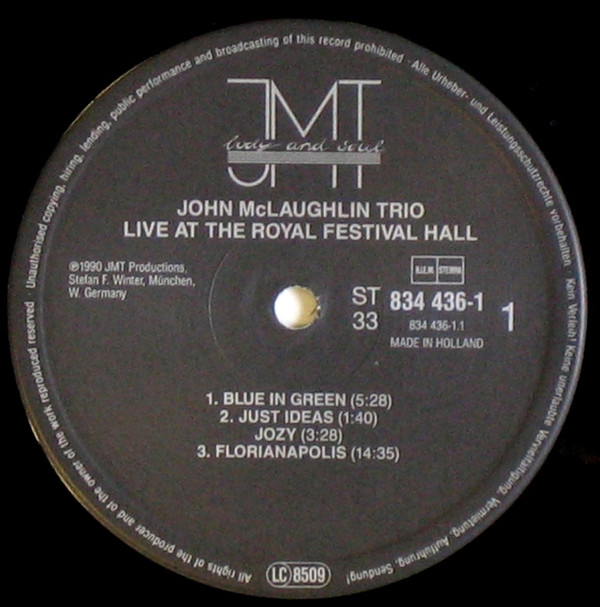 JMT
body and soul
JOHN McLAUGHLIN TRIO
LIVE AT THE ROYAL FESTIVAL HALL
℗1990 JMT Productions,
Stefan F. Winter, München,
W. Germany
B.I.E.M. STEMRA
ST 834 436-1 1
33 834 436-1.1
MADE IN HOLLAND
1. BLUE IN GREEN (5:28)
2. JUST IDEAS (1:40)
JOZY (3:28)
3. FLORIANAPOLIS (14:35)
All rights of the producer and of the owner of the work reproduced reserved · Unauthorised copying, hiring, lending, public performance and broadcasting of this record prohibited · Alle Urheber- und Leistungsschutzrechte vorbehalten · Kein Verleih! Keine unerlaubte Vervielfältigung, Vermietung, Aufführung, Sendung!
LC 8509